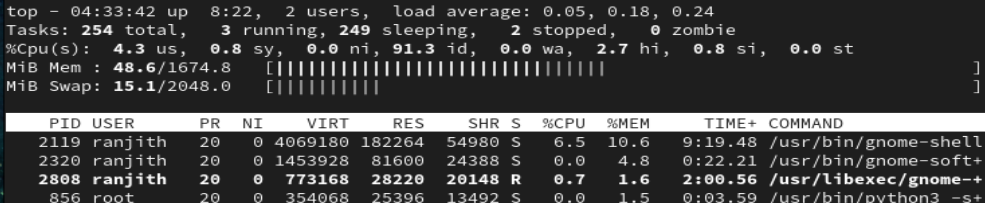 top - 04:33:42 up  8:22,  2 users,  load average: 0.05, 0.18, 0.24
Tasks: 254 total,   3 running, 249 sleeping,   2 stopped,   0 zombie
%Cpu(s):  4.3 us,  0.8 sy,  0.0 ni, 91.3 id,  0.0 wa,  2.7 hi,  0.8 si,  0.0 st
MiB Mem : 48.6/1674.8   [||||||||||||||||||||||||||||||| ]
MiB Swap: 15.1/2048.0   [|||||||||| ]
PID USER PR NI VIRT RES SHR S %CPU %MEM TIME+ COMMAND
2119 ranjith 20 0 4069180 182264 54980 S 6.5 10.6 9:19.48 /usr/bin/gnome-shell
2320 ranjith 20 0 1453928 81600 24388 S 0.0 4.8 0:22.21 /usr/bin/gnome-soft+
2808 ranjith 20 0 773168 28220 20148 R 0.7 1.6 2:00.56 /usr/libexec/gnome-+
856 root 20 0 354068 25396 13492 S 0.0 1.5 0:03.59 /usr/bin/python3 -s+